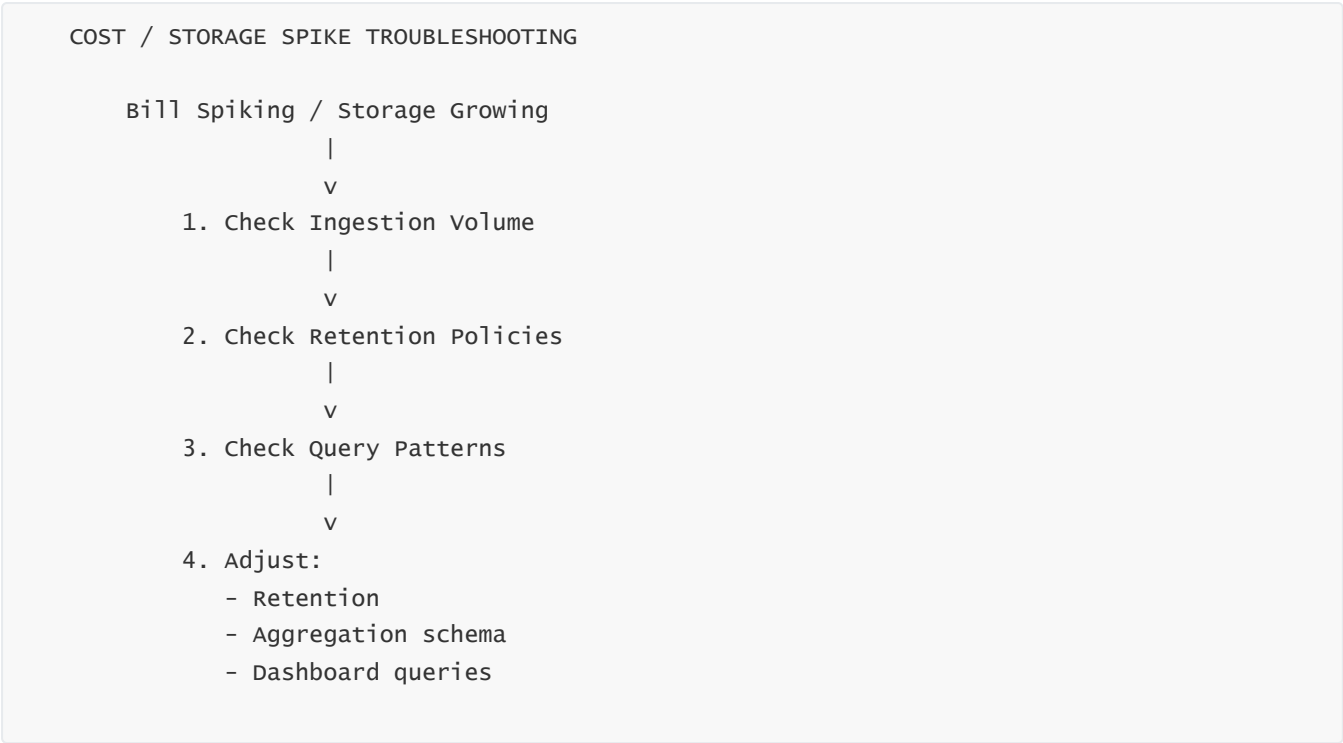 COST / STORAGE SPIKE TROUBLESHOOTING
Bill Spiking / Storage Growing
|
v
1. Check Ingestion Volume
|
v
2. Check Retention Policies
|
v
3. Check Query Patterns
|
v
4. Adjust:
- Retention
- Aggregation schema
- Dashboard queries